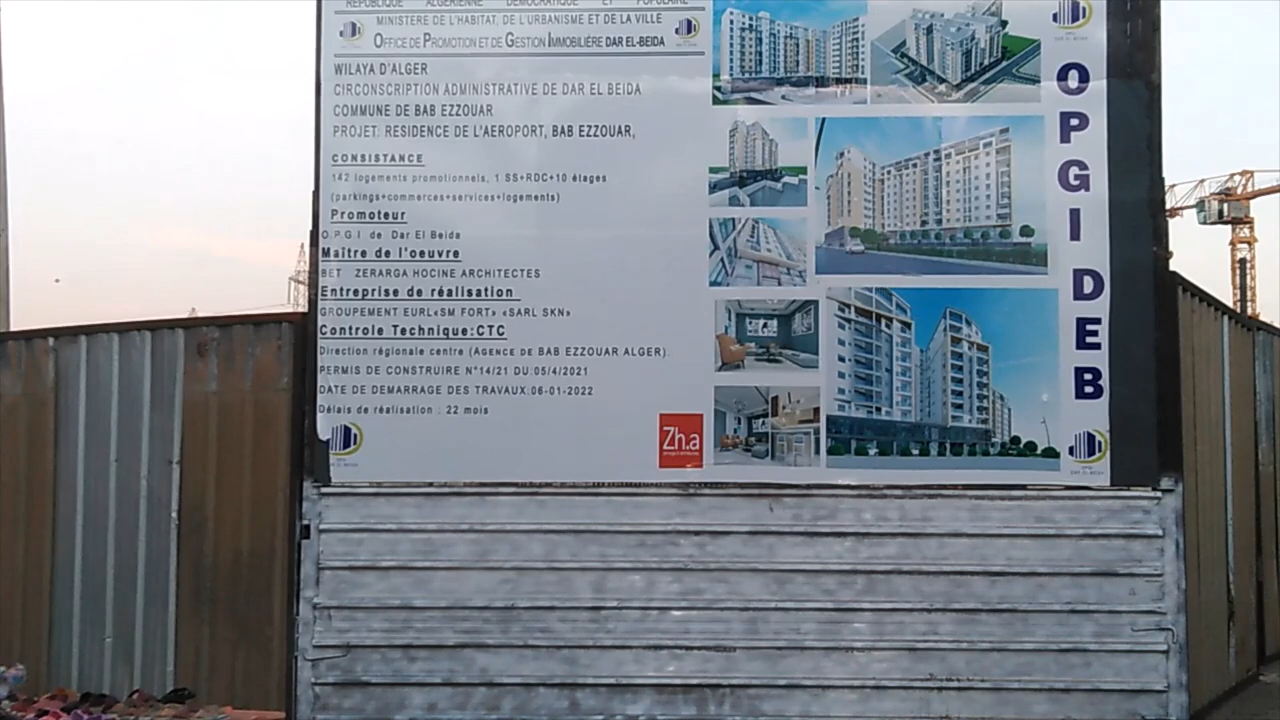 REPUBLIQUE ALGERIENNE DEMOCRATIQUE ET POPULAIRE
MINISTERE DE L'HABITAT, DE L'URBANISME ET DE LA VILLE
OFFICE DE PROMOTION ET DE GESTION IMMOBILIÈRE DAR EL-BEIDA
WILAYA D'ALGER
CIRCONSCRIPTION ADMINISTRATIVE DE DAR EL BEIDA
COMMUNE DE BAB EZZOUAR
PROJET: RESIDENCE DE L'AEROPORT, BAB EZZOUAR,
CONSISTANCE
142 logements promotionnels, 1 SS+RDC+10 étages
(parkings+commerces+services+logements)
Promoteur
O.P.G.I de Dar El Beida
Maître de l'oeuvre
BET ZERARGA HOCINE ARCHITECTES
Entreprise de réalisation
GROUPEMENT EURL«SM FORT» «SARL SKN»
Controle Technique:CTC
Direction régionale centre (AGENCE DE BAB EZZOUAR ALGER).
PERMIS DE CONSTRUIRE N°14/21 DU:05/4/2021
DATE DE DEMARRAGE DES TRAVAUX:06-01-2022
Délais de réalisation : 22 mois
Zh.a
OPGI DEB
DAR EL-BEIDA